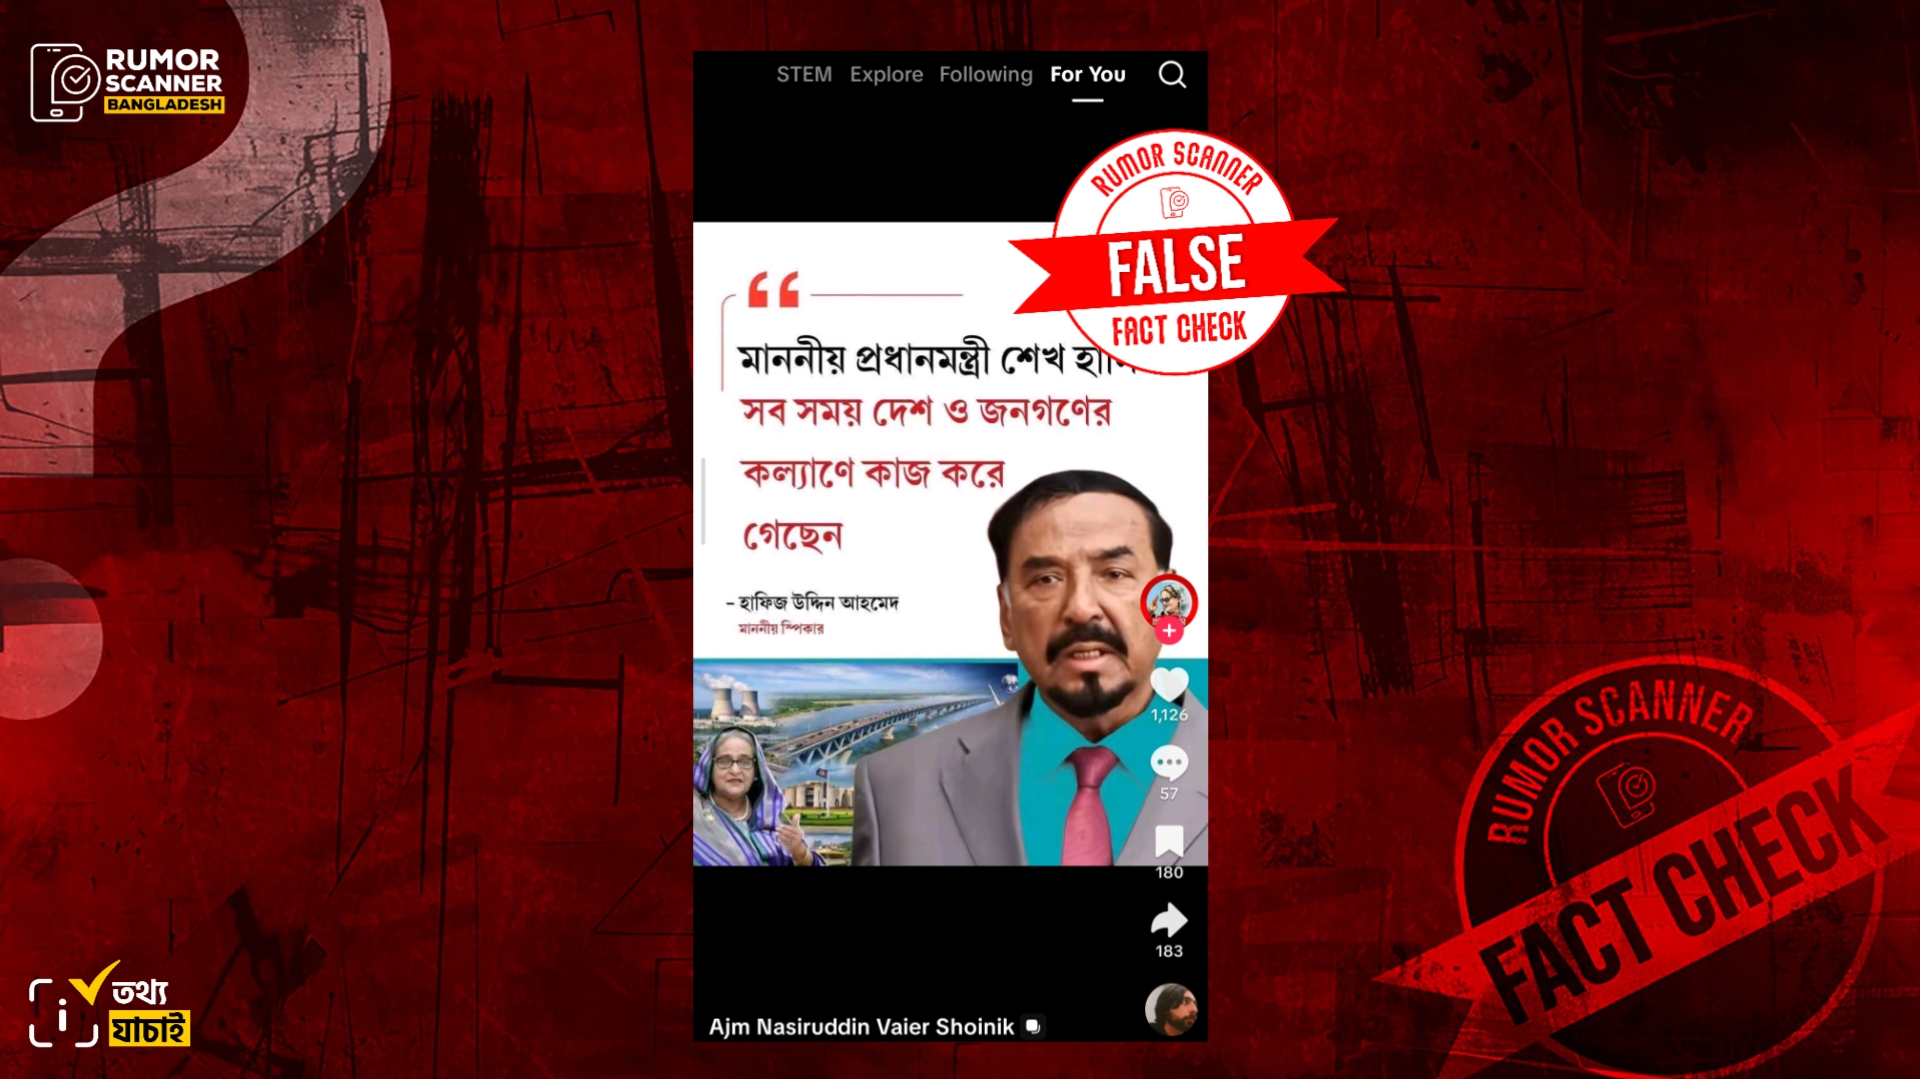 RUMOR
SCANNER
BANGLADESH
STEM Explore Following For You
RUMOR SCANNER
FALSE
FACT CHECK
“
মাননীয় প্রধানমন্ত্রী শেখ
সব সময় দেশ ও জনগণের
কল্যাণে কাজ করে
গেছেন
- হাফিজ উদ্দিন আহমেদ
মাননীয় স্পিকার
1,126
57
180
183
Ajm Nasiruddin Vaier Shoinik
তথ্য
যাচাই
RUMOR SCANNER
FACT CHECK